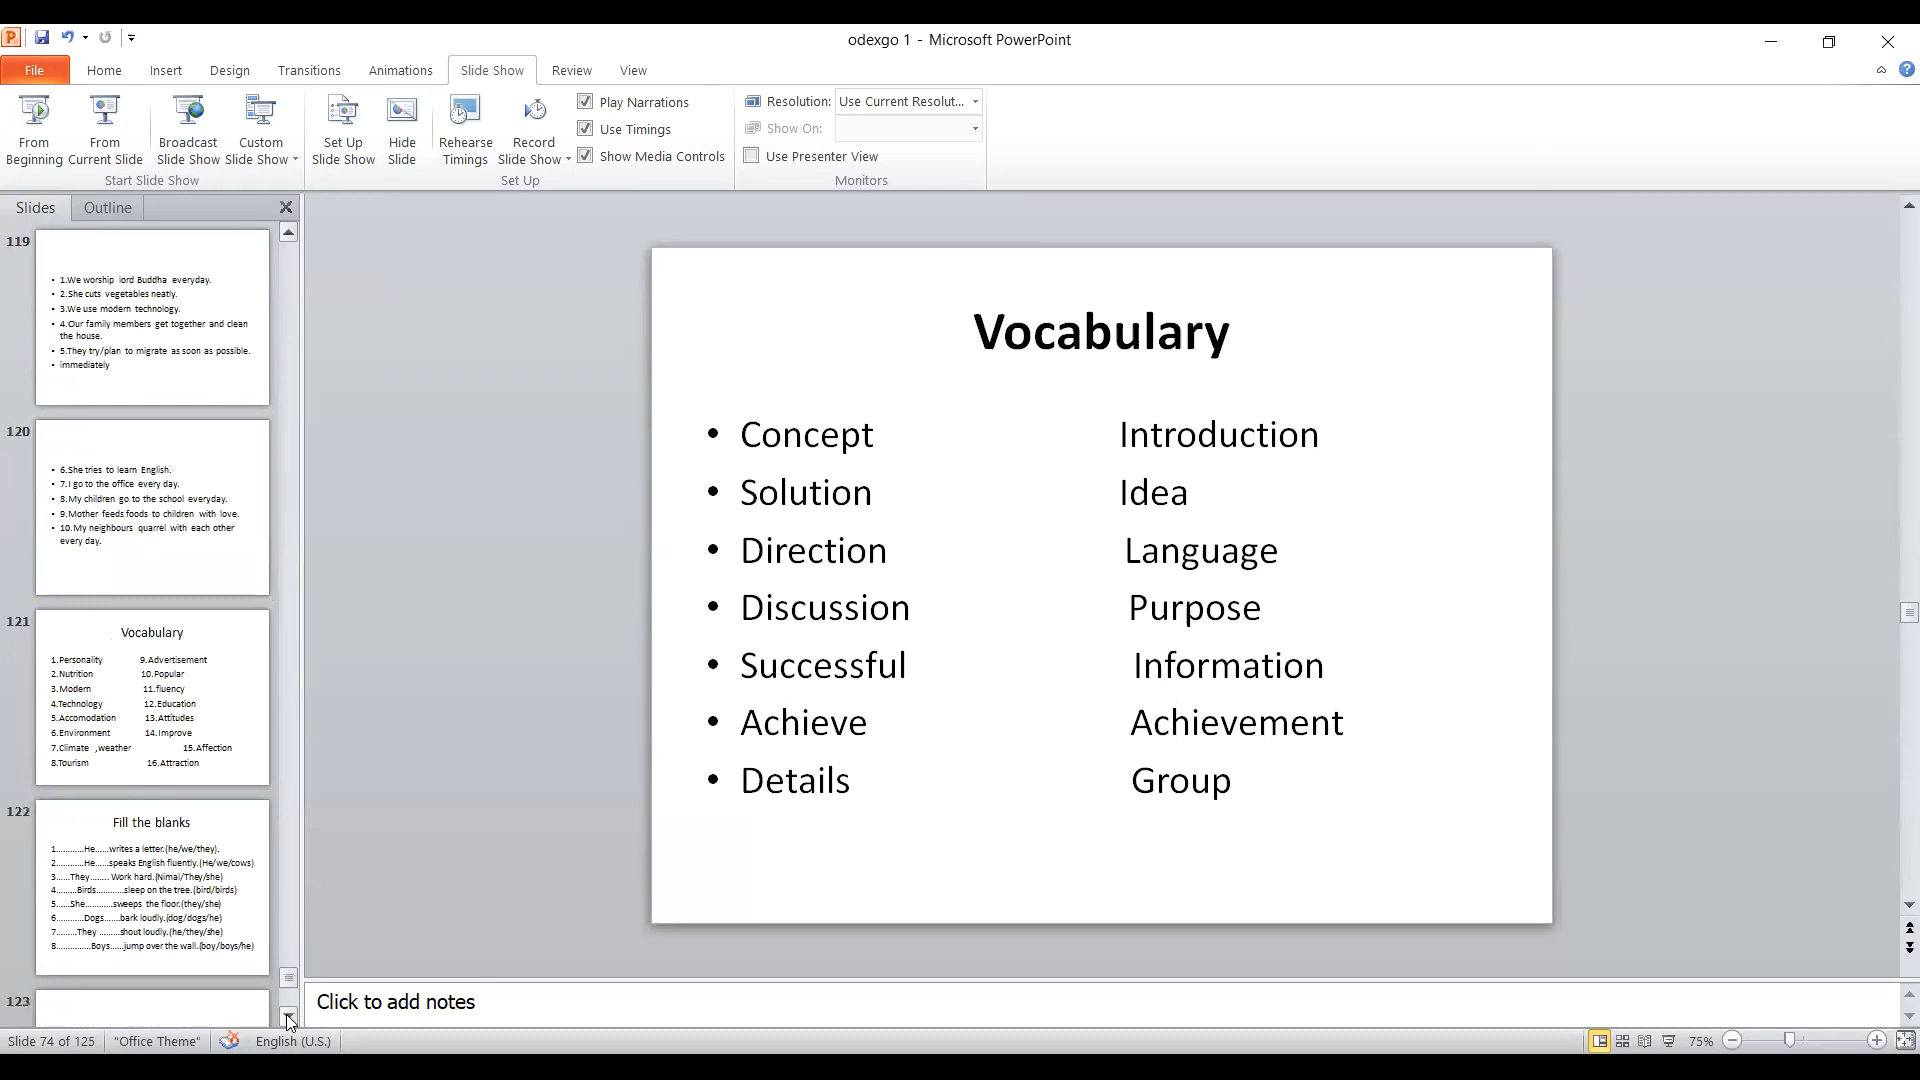 odexgo 1 - Microsoft PowerPoint
File Home Insert Design Transitions Animations Slide Show Review View
From Beginning
From Current Slide
Broadcast Slide Show
Custom Slide Show
Start Slide Show
Set Up Slide Show
Hide Slide
Rehearse Timings
Record Slide Show
Play Narrations
Use Timings
Show Media Controls
Set Up
Resolution: Use Current Resolut...
Show On:
Use Presenter View
Monitors
Slides Outline
119
1.We worship lord Buddha everyday.
2.She cuts vegetables neatly.
3.We use modern technology.
4.Our family members get together and clean
the house.
5.They try/plan to migrate as soon as possible.
immediately
120
6.She tries to learn English.
7.I go to the office every day.
8.My children go to the school everyday.
9.Mother feeds foods to children with love.
10.My neighbours quarrel with each other
every day.
121
Vocabulary
1.Personality 9.Advertisement
2.Nutrition 10.Popular
3.Modern 11.fluency
4.Technology 12.Education
5.Accomodation 13.Attitudes
6.Environment 14.Improve
7.Climate ,weather 15.Affection
8.Tourism 16.Attraction
122
Fill the blanks
1............He......writes a letter.(he/we/they).
2............He......speaks English fluently.(He/we/cows)
3......They........ Work hard.(Nimal/They/she)
4........Birds............sleep on the tree.(bird/birds)
5......She............sweeps the floor.(they/she)
6............Dogs.......bark loudly.(dog/dogs/he)
7........They .........shout loudly.(he/they/she)
8...............Boys......jump over the wall.(boy/boys/he)
123
Vocabulary
Concept Introduction
Solution Idea
Direction Language
Discussion Purpose
Successful Information
Achieve Achievement
Details Group
Click to add notes
Slide 74 of 125 "Office Theme" English (U.S.) 75%